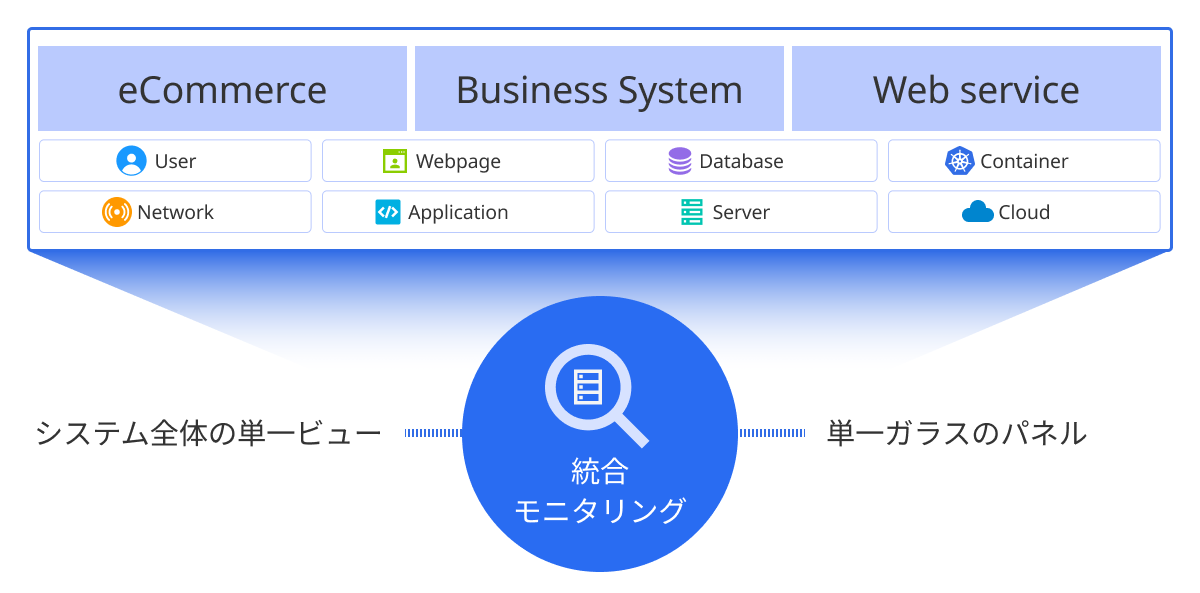 eCommerce
Business System
Web service
User
Webpage
Database
Container
Network
Application
Server
Cloud
システム全体の単一ビュー
統合
モニタリング
単一ガラスのパネル